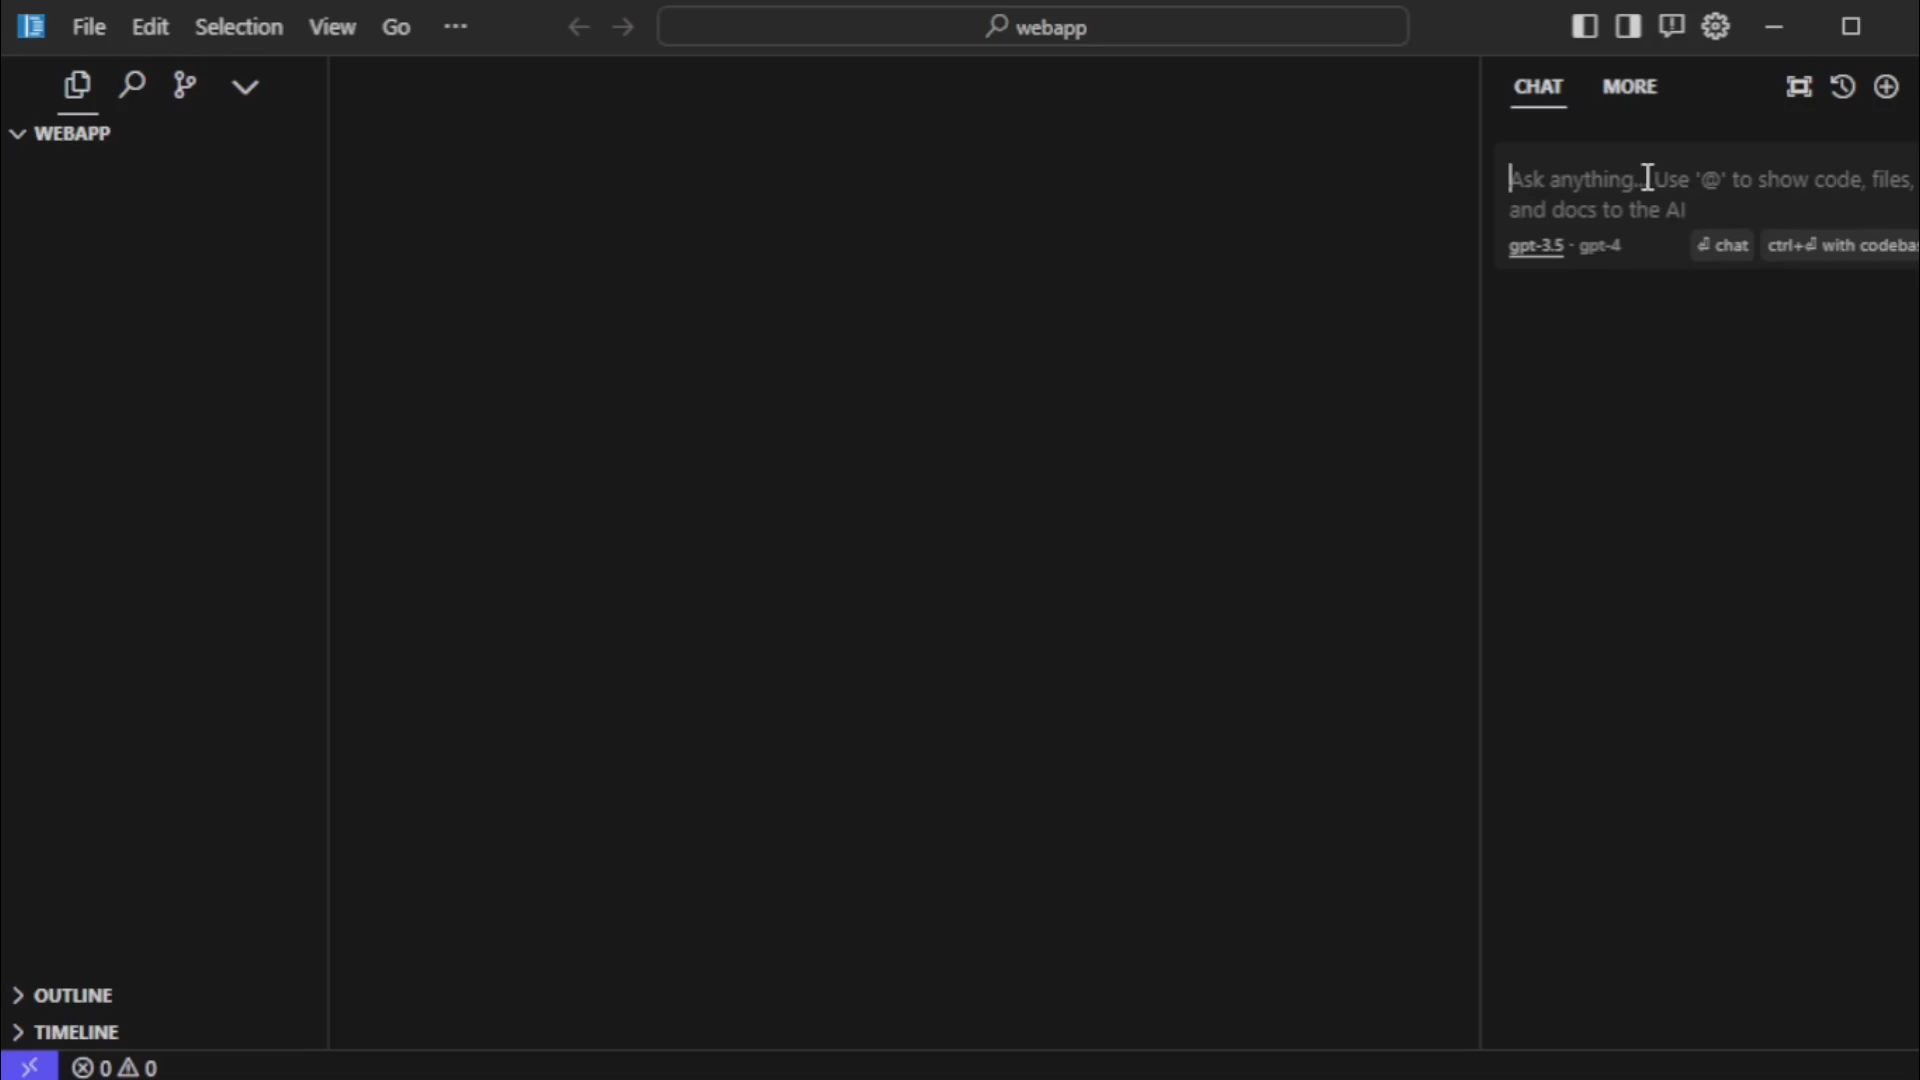 File Edit Selection View Go ···
webapp
CHAT MORE
WEBAPP
Ask anything... Use '@' to show code, files,
and docs to the AI
gpt-3.5 - gpt-4 chat ctrl+⏎ with codebas
OUTLINE
TIMELINE
0 0